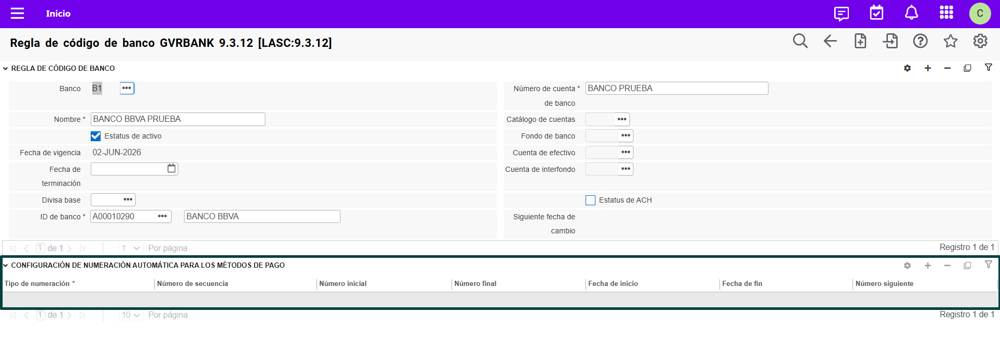 Inicio
C
Regla de código de banco GVRBANK 9.3.12 [LASC:9.3.12]
REGLA DE CÓDIGO DE BANCO
Banco B1 •••
Número de cuenta * de banco BANCO PRUEBA
Nombre * BANCO BBVA PRUEBA
Catálogo de cuentas •••
Estatus de activo
Fondo de banco •••
Fecha de vigencia 02-JUN-2026
Cuenta de efectivo •••
Fecha de terminación
Cuenta de interfondo •••
Divisa base •••
Estatus de ACH
ID de banco * A00010290 ••• BANCO BBVA
Siguiente fecha de cambio
1 de 1 1 Por página Registro 1 de 1
CONFIGURACIÓN DE NUMERACIÓN AUTOMÁTICA PARA LOS MÉTODOS DE PAGO
Tipo de numeración * Número de secuencia Número inicial Número final Fecha de inicio Fecha de fin Número siguiente
1 de 1 10 Por página Registro 1 de 1